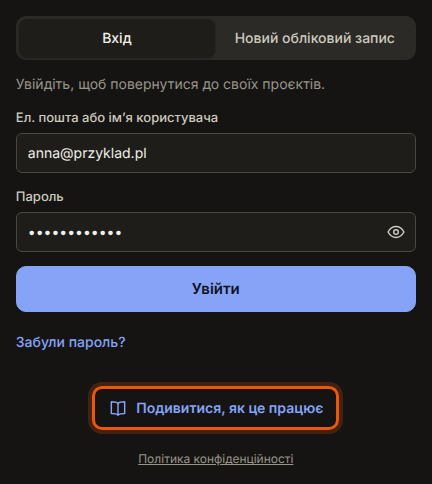 Вхід
Новий обліковий запис
Увійдіть, щоб повернутися до своїх проєктів.
Ел. пошта або ім’я користувача
anna@przyklad.pl
Пароль
••••••••••••
Увійти
Забули пароль?
Подивитися, як це працює
Політика конфіденційності